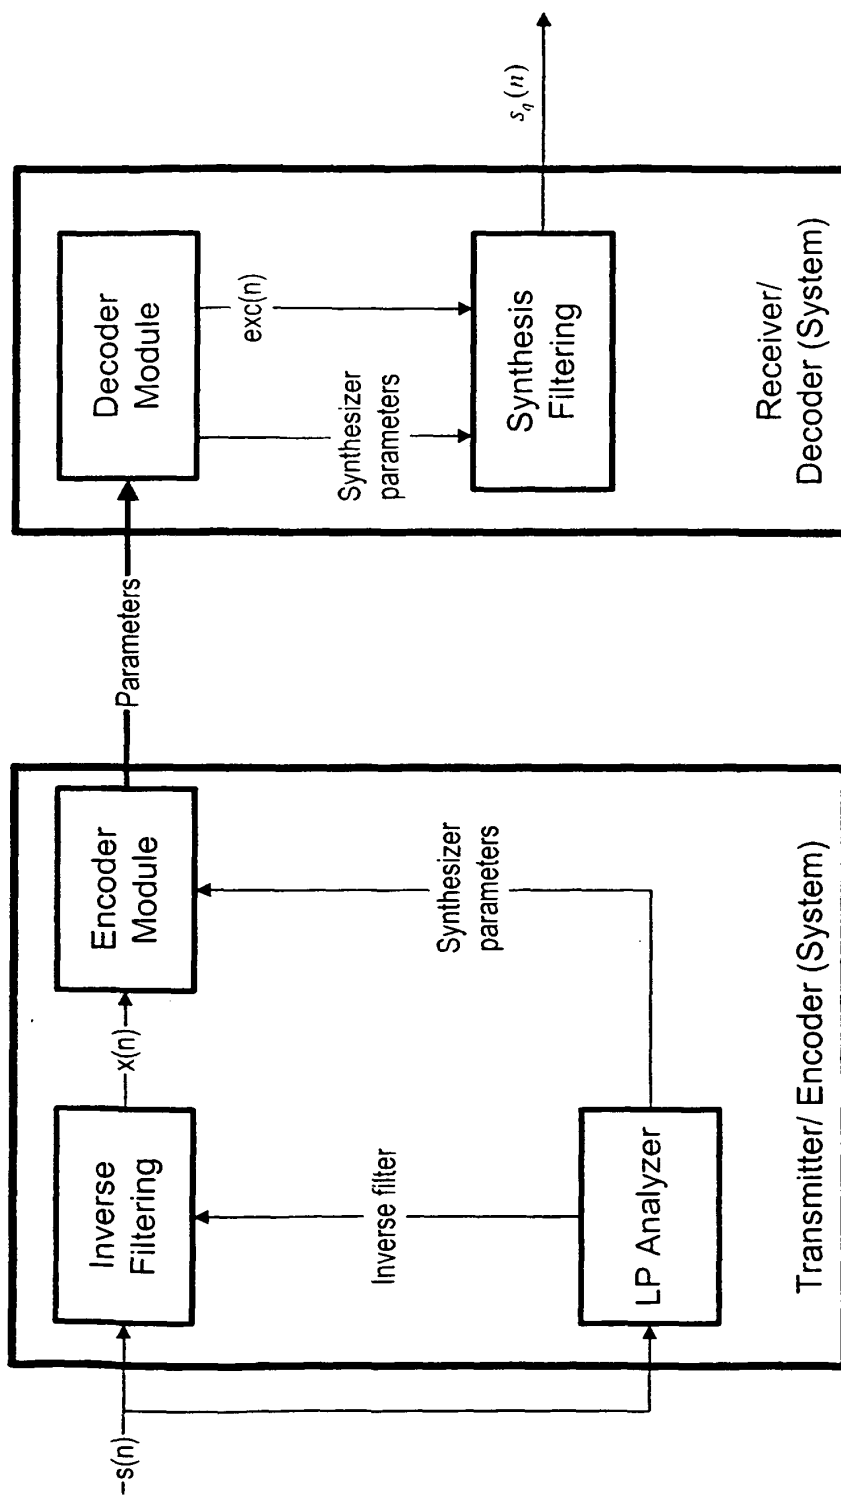 s(n)
Inverse
Filtering
x(n)
Encoder
Module
Inverse filter
LP Analyzer
Synthesizer
parameters
Transmitter/ Encoder (System)
Parameters
Decoder
Module
Synthesizer
parameters
exc(n)
Synthesis
Filtering
Receiver/
Decoder (System)
s_q(n)